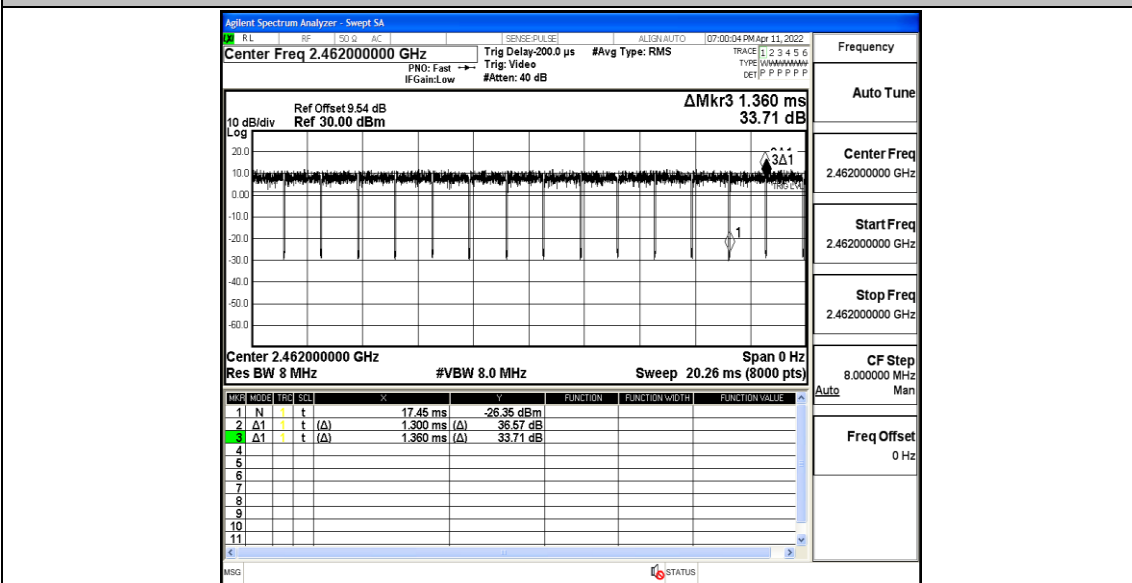 Agilent Spectrum Analyzer - Swept SA
RL RF 50 Ω AC SENSE:PULSE ALIGN AUTO 07:00:04 PM Apr 11, 2022
Center Freq 2.462000000 GHz
PNO: Fast
IFGain:Low
Trig Delay-200.0 µs
Trig: Video
#Atten: 40 dB
#Avg Type: RMS
TRACE 1 2 3 4 5 6
TYPE
DET P P P P P P
ΔMkr3 1.360 ms
33.71 dB
Ref Offset 9.54 dB
10 dB/div Ref 30.00 dBm
Log
20.0
10.0
0.00
-10.0
-20.0
-30.0
-40.0
-50.0
-60.0
3Δ1
TRIG LVL
1
Center 2.462000000 GHz Span 0 Hz
Res BW 8 MHz #VBW 8.0 MHz Sweep 20.26 ms (8000 pts)
MKR MODE TRC SCL X Y FUNCTION FUNCTION WIDTH FUNCTION VALUE
1 N 1 t 17.45 ms -26.35 dBm
2 Δ1 1 t (Δ) 1.300 ms (Δ) 36.57 dB
3 Δ1 1 t (Δ) 1.360 ms (Δ) 33.71 dB
4
5
6
7
8
9
10
11
MSG STATUS
Frequency
Auto Tune
Center Freq
2.462000000 GHz
Start Freq
2.462000000 GHz
Stop Freq
2.462000000 GHz
CF Step
8.000000 MHz
Auto Man
Freq Offset
0 Hz